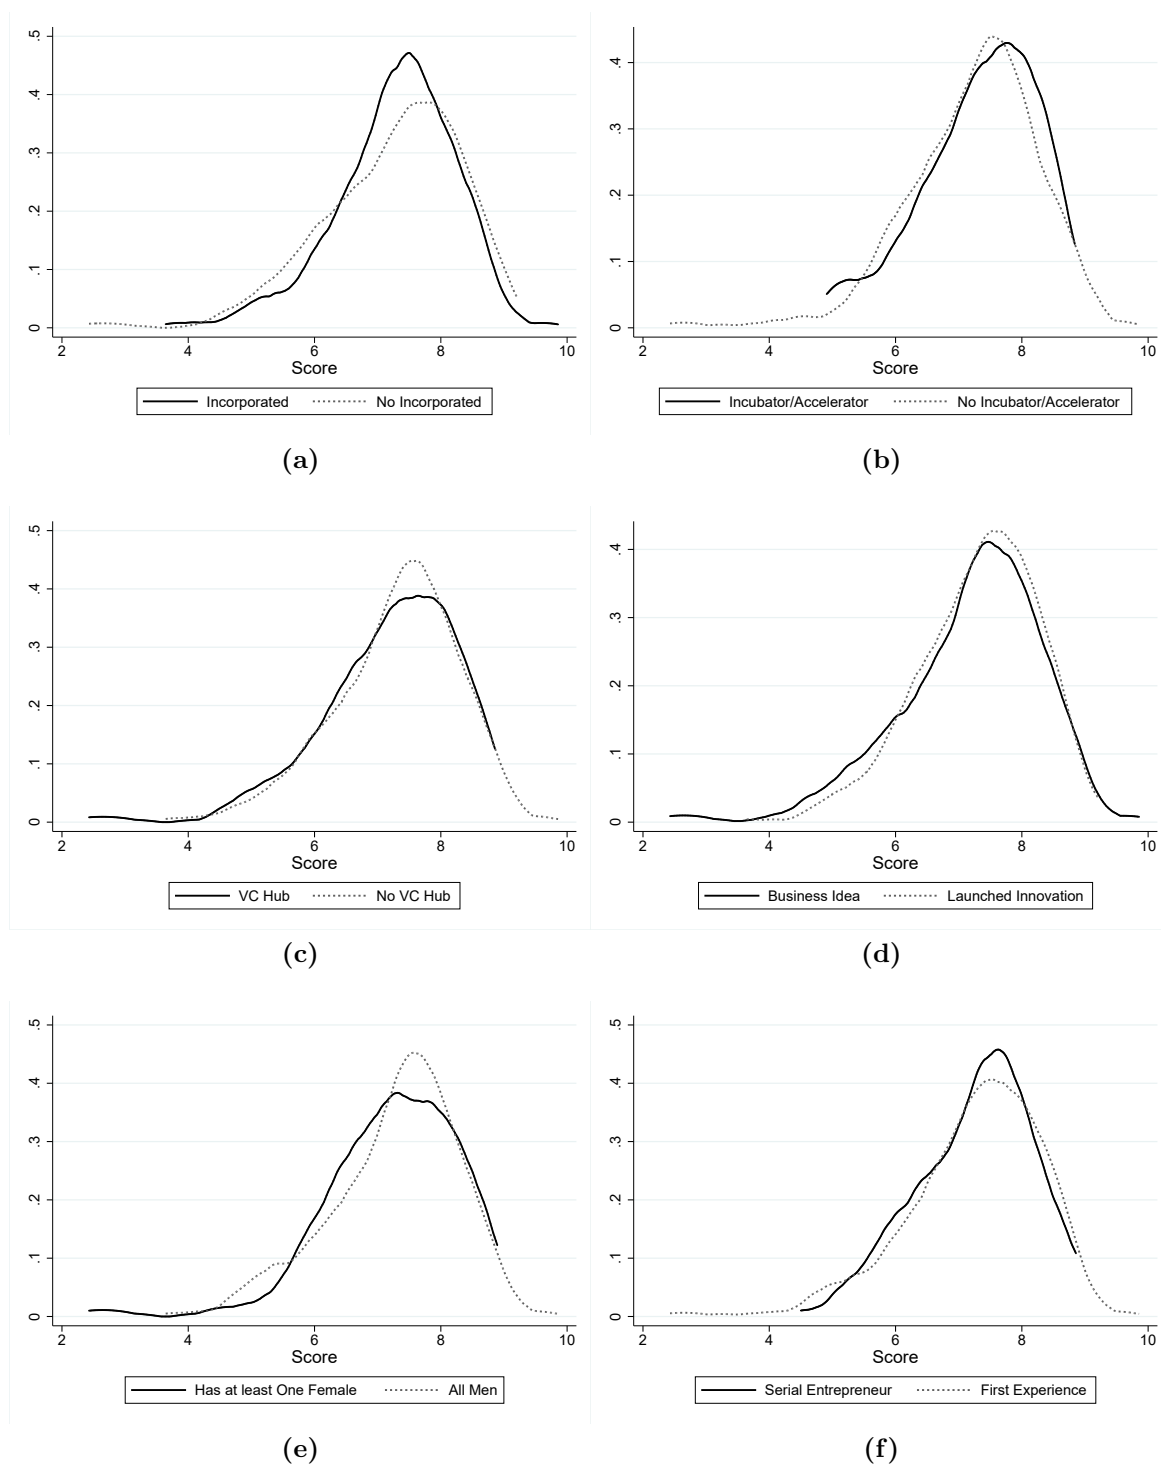 .5
.4
.3
.2
.1
0
2 4 6 8 10
Score
Incorporated No Incorporated
(a)
.4
.3
.2
.1
0
2 4 6 8 10
Score
Incubator/Accelerator No Incubator/Accelerator
(b)
.5
.4
.3
.2
.1
0
2 4 6 8 10
Score
VC Hub No VC Hub
(c)
.4
.3
.2
.1
0
2 4 6 8 10
Score
Business Idea Launched Innovation
(d)
.5
.4
.3
.2
.1
0
2 4 6 8 10
Score
Has at least One Female All Men
(e)
.5
.4
.3
.2
.1
0
2 4 6 8 10
Score
Serial Entrepreneur First Experience
(f)